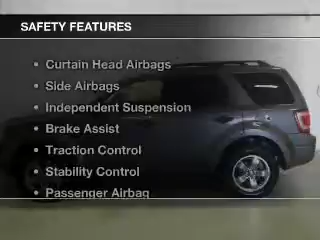 SAFETY FEATURES
• Curtain Head Airbags
• Side Airbags
• Independent Suspension
• Brake Assist
• Traction Control
• Stability Control
• Passenger Airbag